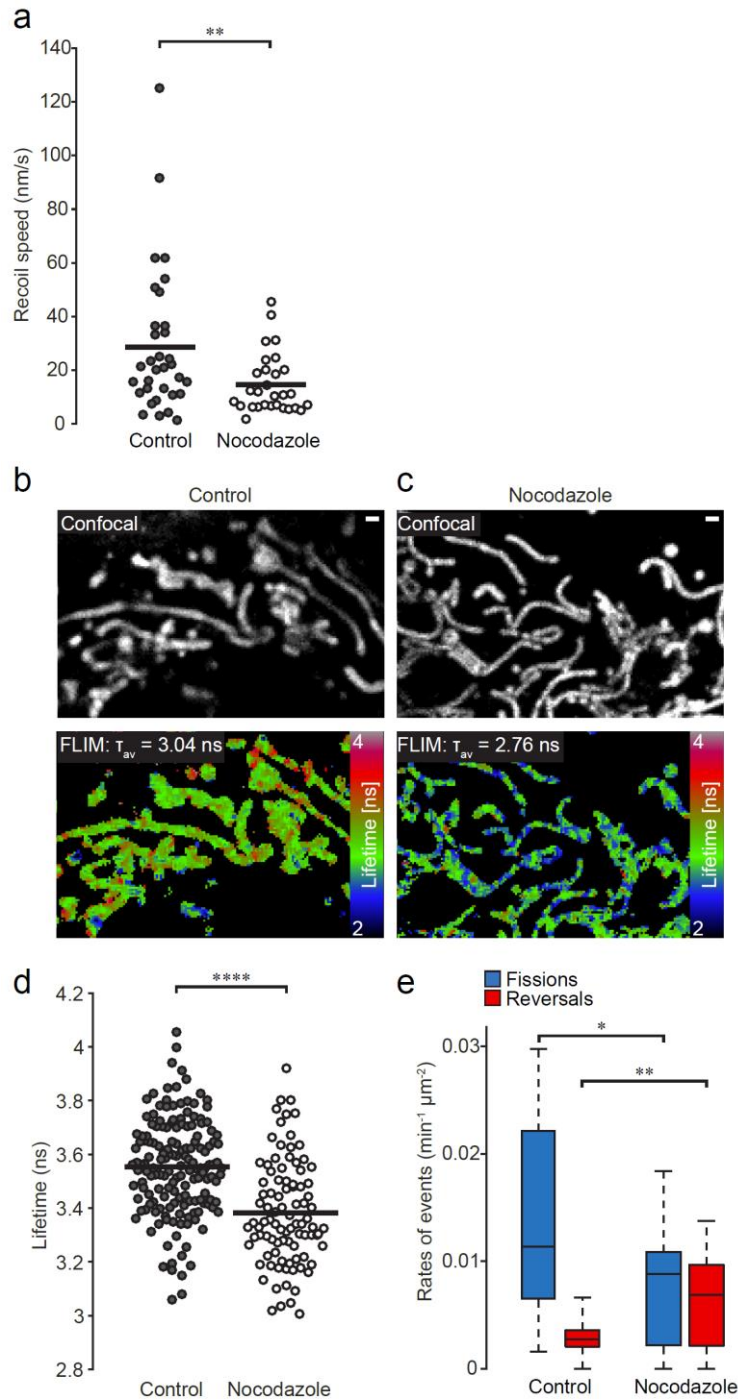 a
**
140
120
100
80
60
40
20
0
Recoil speed (nm/s)
Control
Nocodazole
b
Control
Confocal
FLIM: τav = 3.04 ns
4
Lifetime [ns]
2
c
Nocodazole
Confocal
FLIM: τav = 2.76 ns
4
Lifetime [ns]
2
d
****
4.2
4
3.8
3.6
3.4
3.2
3
2.8
Lifetime (ns)
Control
Nocodazole
e
Fissions
Reversals
*
**
0.03
0.02
0.01
0
Rates of events (min⁻¹ μm⁻²)
Control
Nocodazole